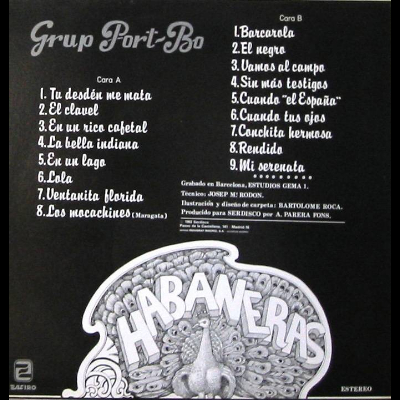 Grup Port-Bo
Cara A
1. Tu desdén me mata
2. El clavel
3. En un rico cafetal
4. La bella indiana
5. En un lago
6. Lola
7. Ventanita florida
8. Los mocachines (Maragata)
Cara B
1. Barcarola
2. El negro
3. Vamos al campo
4. Sin más testigos
5. Cuando "el España"
6. Cuando tus ojos
7. Conchita hermosa
8. Rendido
9. Mi serenata
Grabado en Barcelona, ESTUDIOS GEMA 1.
Técnico: JOSEP Mª RODON.
Ilustración y diseño de carpeta: BARTOLOME ROCA.
Producido para SERDISCO por A. PARERA FONS.
HABANERAS
ZAFIRO
ESTEREO